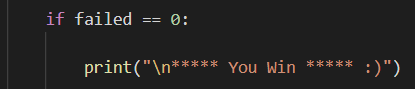 if failed == 0:
print("\n***** You Win ***** :)")